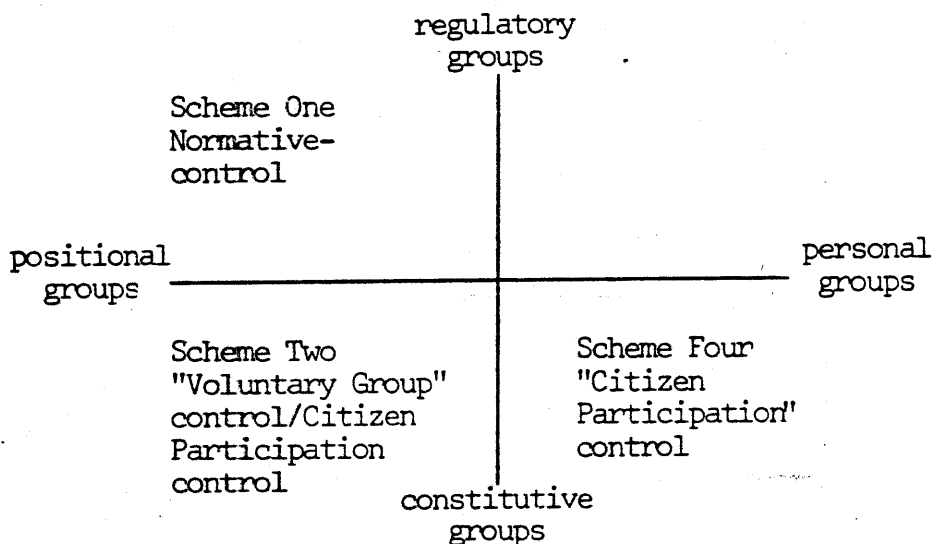 regulatory
groups
Scheme One
Normative-
control
positional
groups
personal
groups
Scheme Two
"Voluntary Group"
control/Citizen
Participation
control
Scheme Four
"Citizen
Participation"
control
constitutive
groups